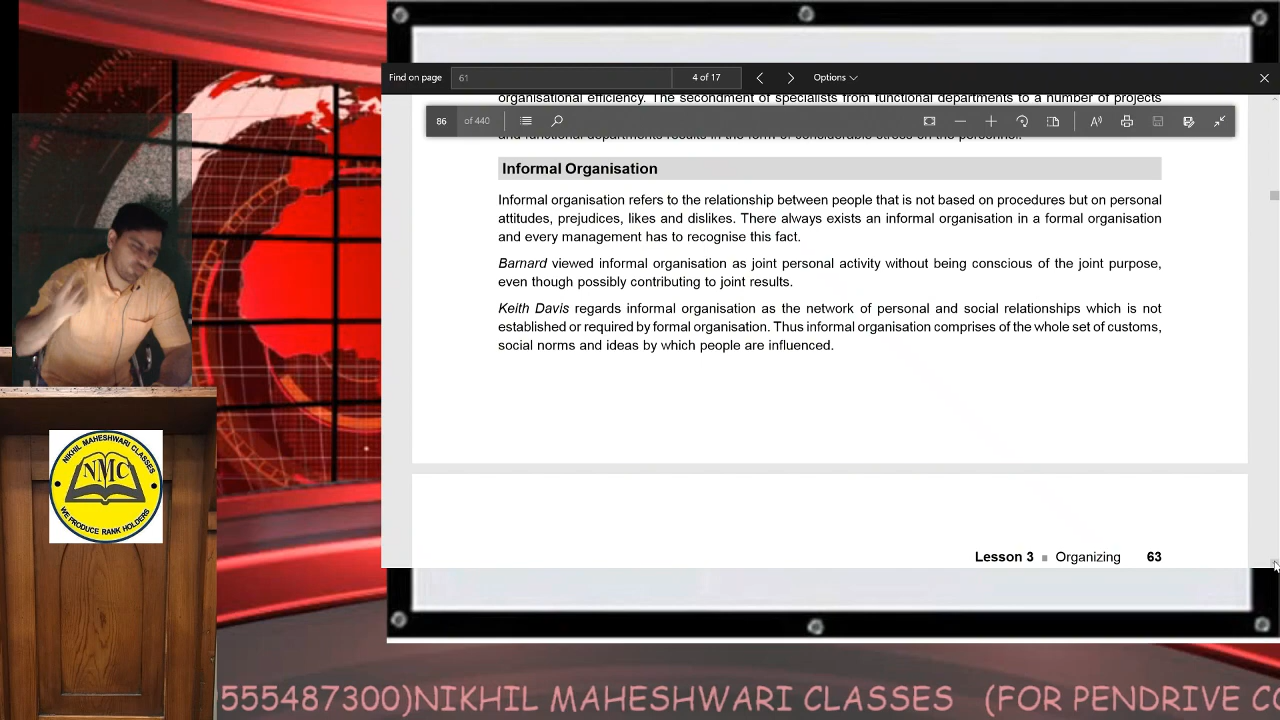 Find on page 61 4 of 17 Options
organisational efficiency. The secondment of specialists from functional departments to a number of projects
86 of 440
Informal Organisation
Informal organisation refers to the relationship between people that is not based on procedures but on personal
attitudes, prejudices, likes and dislikes. There always exists an informal organisation in a formal organisation
and every management has to recognise this fact.
Barnard viewed informal organisation as joint personal activity without being conscious of the joint purpose,
even though possibly contributing to joint results.
Keith Davis regards informal organisation as the network of personal and social relationships which is not
established or required by formal organisation. Thus informal organisation comprises of the whole set of customs,
social norms and ideas by which people are influenced.
Lesson 3 Organizing 63
NIKHIL MAHESHWARI CLASSES
NMC
WE PRODUCE RANK HOLDERS
555487300)NIKHIL MAHESHWARI CLASSES (FOR PENDRIVE CO